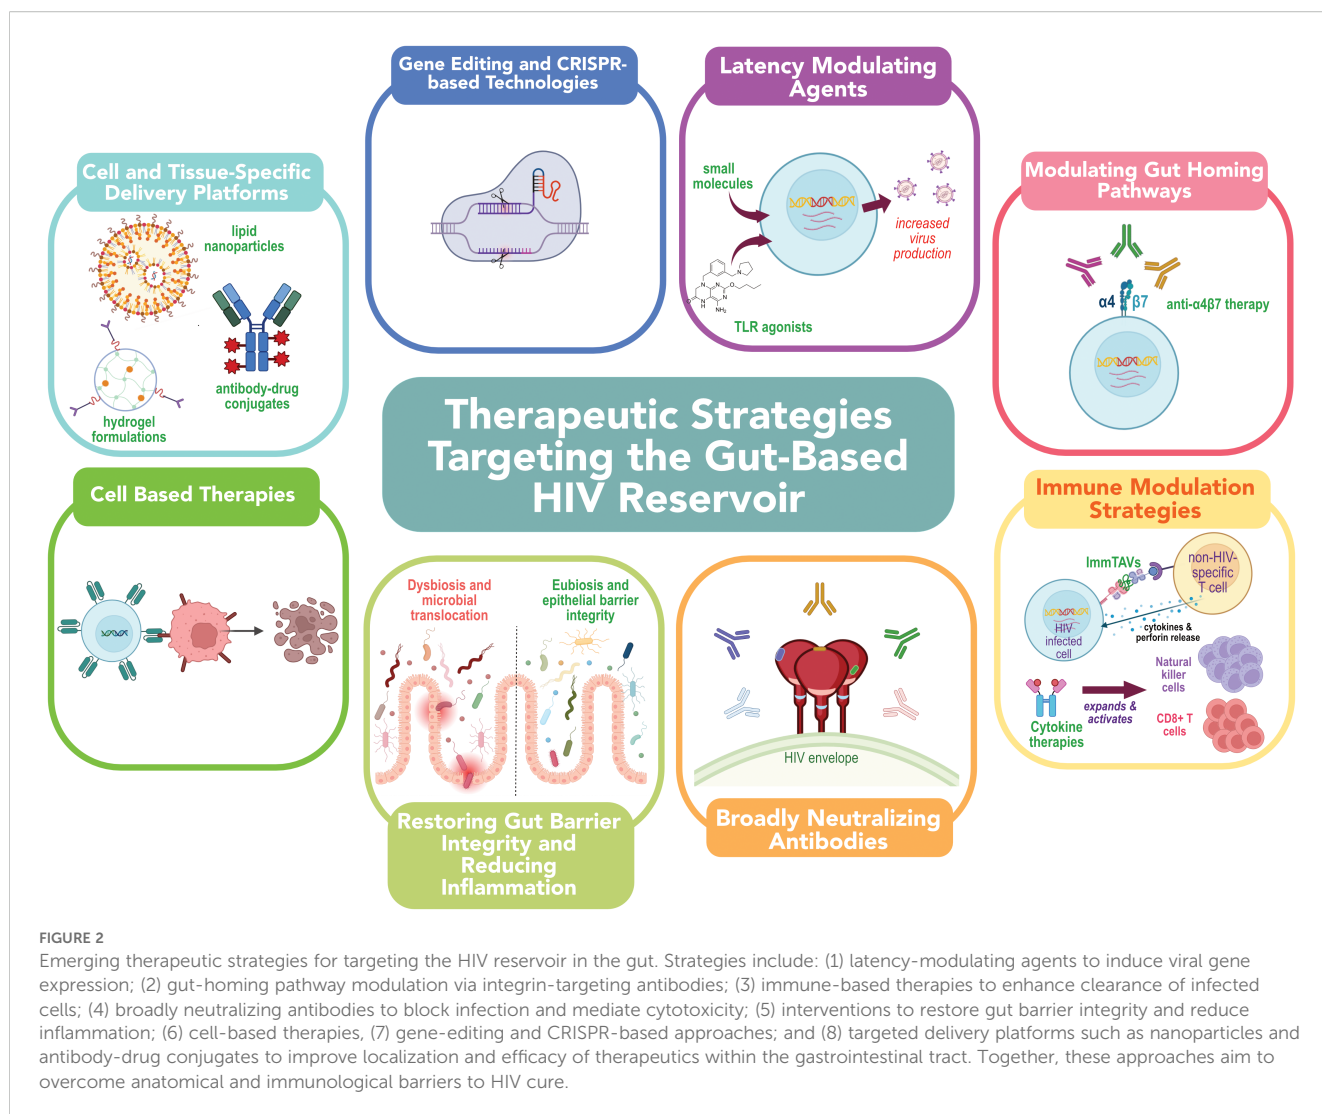 Gene Editing and CRISPR-
based Technologies
Latency Modulating
Agents
small
molecules
increased
virus
production
O
N
N
N
N
O
N
H
NH₂
TLR agonists
Cell and Tissue-Specific
Delivery Platforms
lipid
nanoparticles
antibody-drug
conjugates
hydrogel
formulations
Modulating Gut Homing
Pathways
α4 β7
anti-α4β7 therapy
Therapeutic Strategies
Targeting the Gut-Based
HIV Reservoir
Cell Based Therapies
Immune Modulation
Strategies
ImmTAVs
non-HIV-
specific
T cell
HIV
infected
cell
cytokines &
perforin release
Natural
killer
cells
expands &
activates
Cytokine
therapies
CD8+ T
cells
Dysbiosis and
microbial
translocation
Eubiosis and
epithelial barrier
integrity
Restoring Gut Barrier
Integrity and
Reducing
Inflammation
HIV envelope
Broadly Neutralizing
Antibodies
FIGURE 2
Emerging therapeutic strategies for targeting the HIV reservoir in the gut. Strategies include: (1) latency-modulating agents to induce viral gene
expression; (2) gut-homing pathway modulation via integrin-targeting antibodies; (3) immune-based therapies to enhance clearance of infected
cells; (4) broadly neutralizing antibodies to block infection and mediate cytotoxicity; (5) interventions to restore gut barrier integrity and reduce
inflammation; (6) cell-based therapies, (7) gene-editing and CRISPR-based approaches; and (8) targeted delivery platforms such as nanoparticles and
antibody-drug conjugates to improve localization and efficacy of therapeutics within the gastrointestinal tract. Together, these approaches aim to
overcome anatomical and immunological barriers to HIV cure.